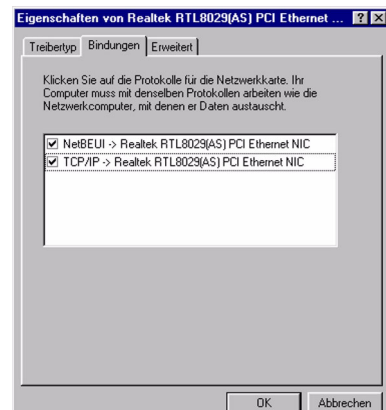 Eigenschaften von Realtek RTL8029(AS) PCI Ethernet ...
Treibertyp Bindungen Erweitert
Klicken Sie auf die Protokolle für die Netzwerkkarte. Ihr
Computer muss mit denselben Protokollen arbeiten wie die
Netzwerkcomputer, mit denen er Daten austauscht.
NetBEUI -> Realtek RTL8029(AS) PCI Ethernet NIC
TCP/IP -> Realtek RTL8029(AS) PCI Ethernet NIC
OK Abbrechen